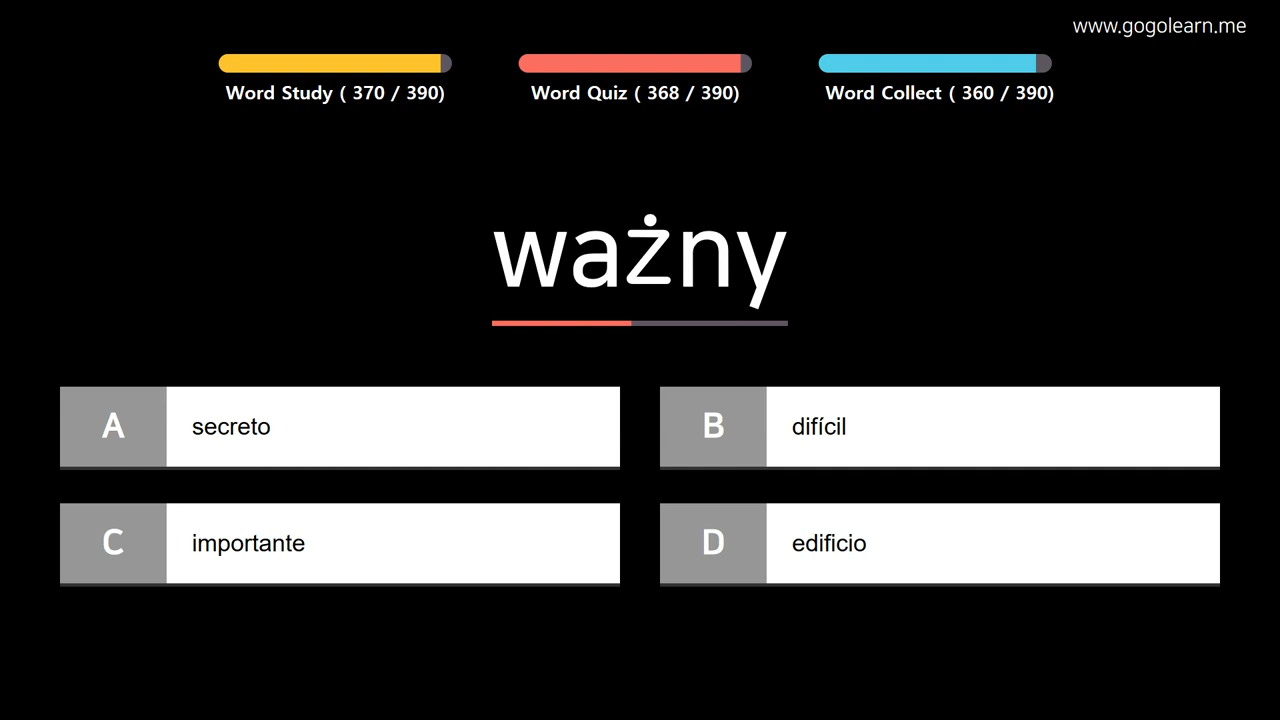 www.gogolearn.me
Word Study ( 370 / 390)
Word Quiz ( 368 / 390)
Word Collect ( 360 / 390)
ważny
A
secreto
B
difícil
C
importante
D
edificio